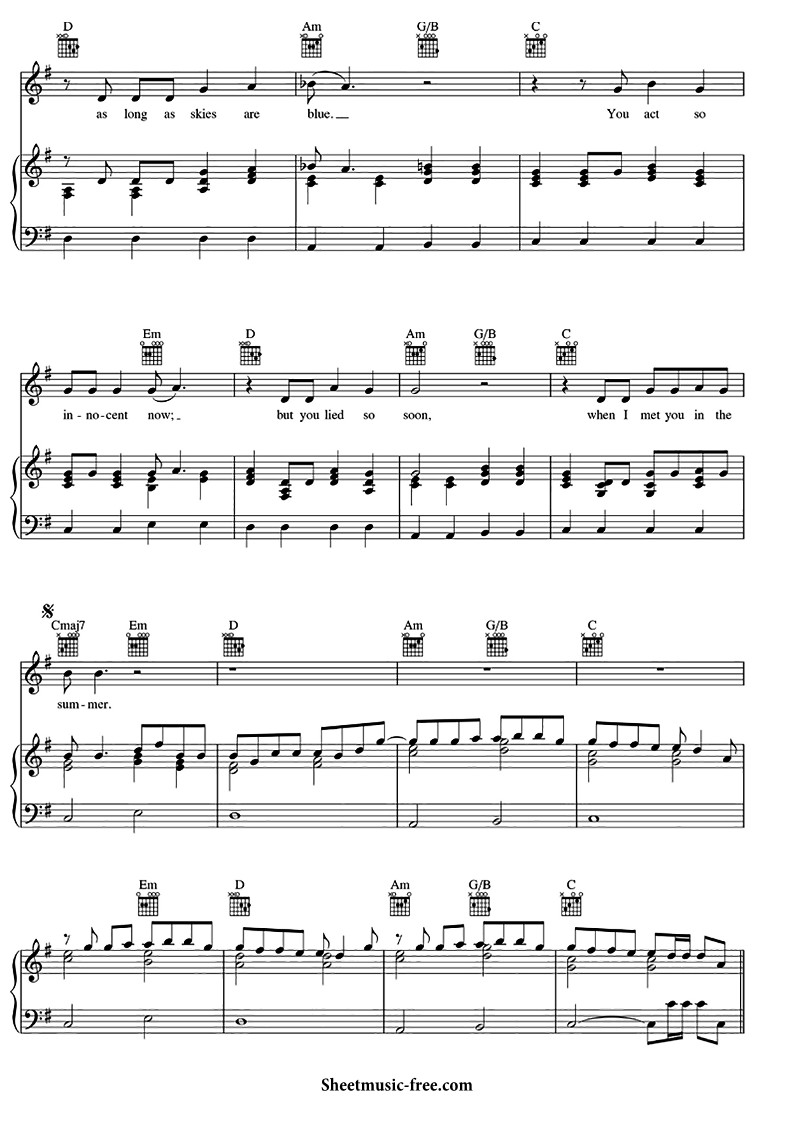 D Am G/B C
as long as skies are blue. You act so
Em D Am G/B C
in - no - cent now; but you lied so soon, when I met you in the
Cmaj7 Em D Am G/B C
sum - mer.
Em D Am G/B C
Sheetmusic-free.com